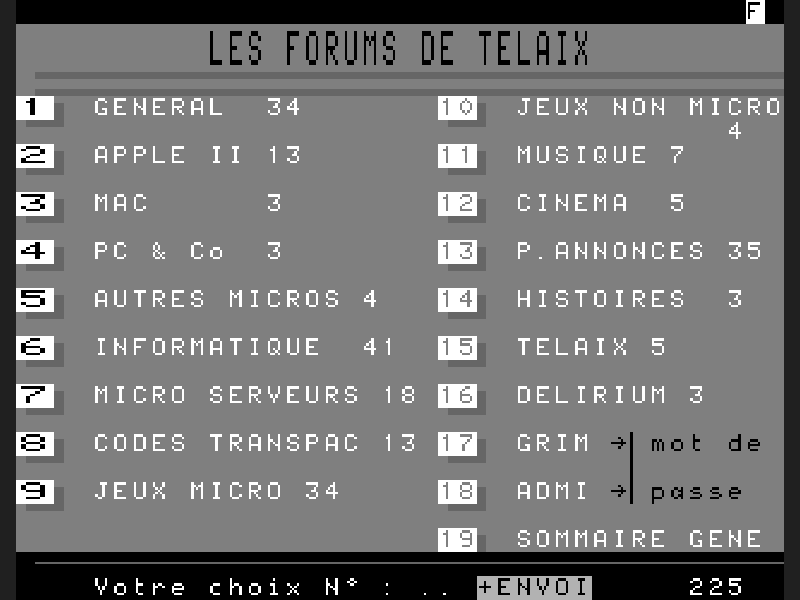 F
LES FORUMS DE TELAIX
1 GENERAL 34 10 JEUX NON MICRO
4
2 APPLE II 13 11 MUSIQUE 7
3 MAC 3 12 CINEMA 5
4 PC & Co 3 13 P.ANNONCES 35
5 AUTRES MICROS 4 14 HISTOIRES 3
6 INFORMATIQUE 41 15 TELAIX 5
7 MICRO SERVEURS 18 16 DELIRIUM 3
8 CODES TRANSPAC 13 17 GRIM → mot de
9 JEUX MICRO 34 18 ADMI → passe
19 SOMMAIRE GENE
Votre choix N° : .. +ENVOI 225